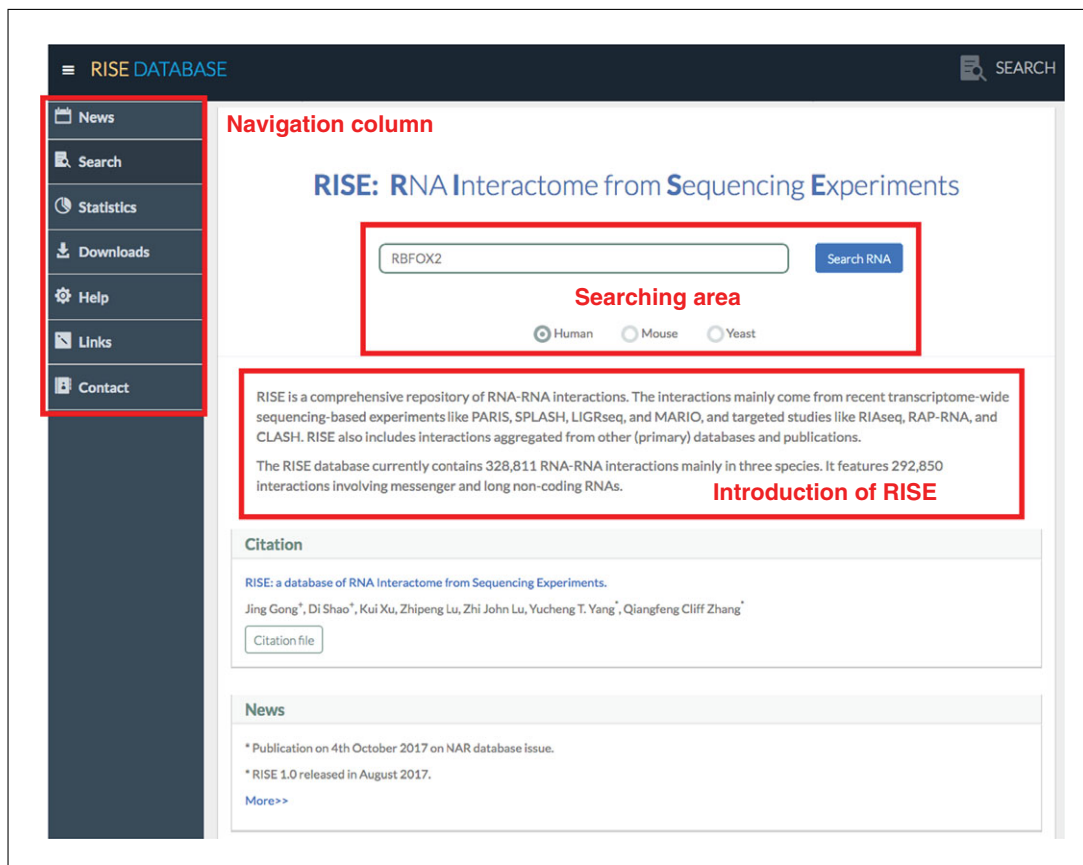 ≡ RISE DATABASE
SEARCH
News
Search
Statistics
Downloads
Help
Links
Contact
Navigation column
RISE: RNA Interactome from Sequencing Experiments
RBFOX2
Search RNA
Searching area
Human Mouse Yeast
RISE is a comprehensive repository of RNA-RNA interactions. The interactions mainly come from recent transcriptome-wide
sequencing-based experiments like PARIS, SPLASH, LIGRseq, and MARIO, and targeted studies like RIAseq, RAP-RNA, and
CLASH. RISE also includes interactions aggregated from other (primary) databases and publications.
The RISE database currently contains 328,811 RNA-RNA interactions mainly in three species. It features 292,850
interactions involving messenger and long non-coding RNAs.
Introduction of RISE
Citation
RISE: a database of RNA Interactome from Sequencing Experiments.
Jing Gong+, Di Shao+, Kui Xu, Zhipeng Lu, Zhi John Lu, Yucheng T. Yang*, Qiangfeng Cliff Zhang*
Citation file
News
* Publication on 4th October 2017 on NAR database issue.
* RISE 1.0 released in August 2017.
More>>